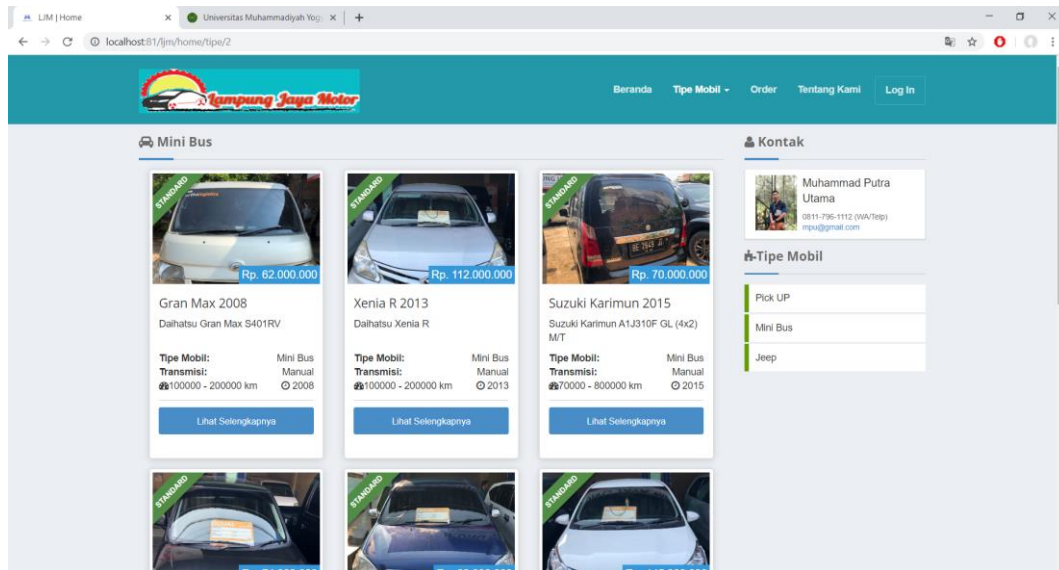 LJM | Home
Universitas Muhammadiyah Yog
localhost:81/ljm/home/tipe/2
Lampung Jaya Motor
Beranda Tipe Mobil Order Tentang Kami Log In
Mini Bus
STANDARD
Rp. 62.000.000
Gran Max 2008
Daihatsu Gran Max S401RV
Tipe Mobil: Mini Bus
Transmisi: Manual
100000 - 200000 km 2008
Lihat Selengkapnya
STANDARD
Rp. 112.000.000
Xenia R 2013
Daihatsu Xenia R
Tipe Mobil: Mini Bus
Transmisi: Manual
100000 - 200000 km 2013
Lihat Selengkapnya
STANDARD
Rp. 70.000.000
Suzuki Karimun 2015
Suzuki Karimun A1J310F GL (4x2)
M/T
Tipe Mobil: Mini Bus
Transmisi: Manual
70000 - 800000 km 2015
Lihat Selengkapnya
STANDARD
STANDARD
STANDARD
Kontak
Muhammad Putra
Utama
0811-796-1112 (WA/Telp)
mpu@gmail.com
-Tipe Mobil
Pick UP
Mini Bus
Jeep